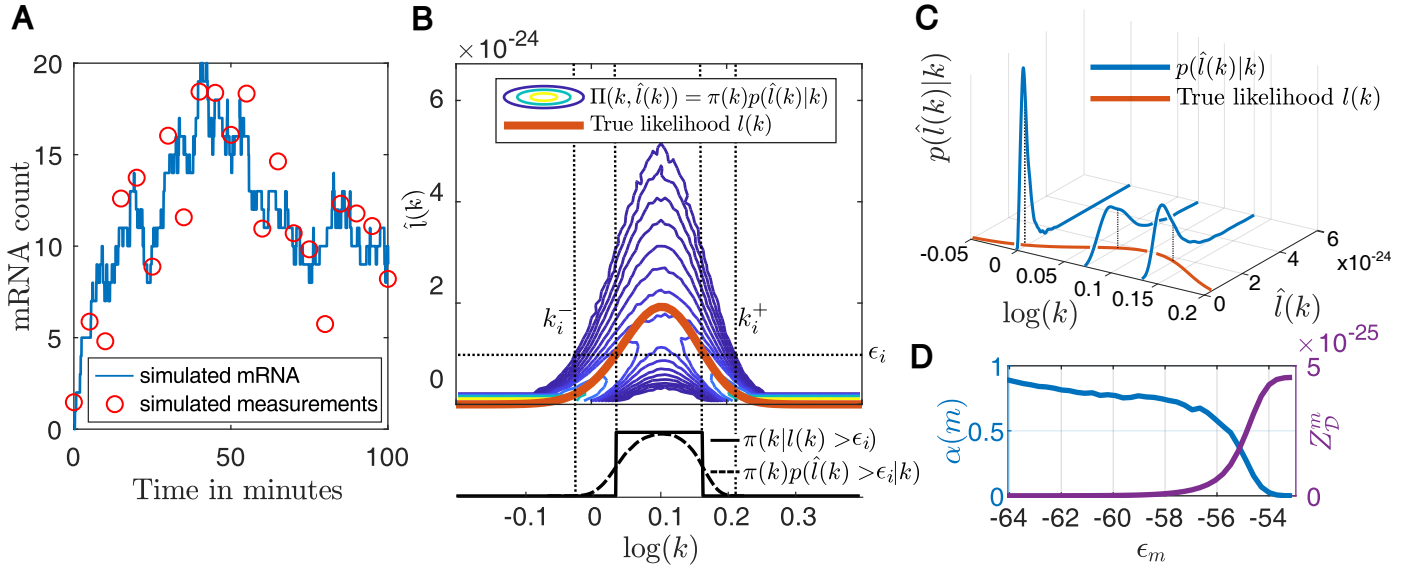 A
mRNA count
20
15
10
5
0
simulated mRNA
simulated measurements
0
50
100
Time in minutes
B
×10^-24
6
4
2
0
l̂(k)
Π(k, l̂(k)) = π(k)p(l̂(k)|k)
True likelihood l(k)
k_i^-
k_i^+
ϵ_i
π(k|l(k) >ϵ_i)
π(k)p(l̂(k) >ϵ_i|k)
-0.1
0
0.1
0.2
0.3
log(k)
C
p(l̂(k)|k)
p(l̂(k)|k)
True likelihood l(k)
-0.05
0
0.05
0.1
0.15
0.2
log(k)
0
2
4
6
x10^-24
l̂(k)
D
×10^-25
α(m)
1
0.5
0
5
0
Z_D^m
-64
-62
-60
-58
-56
-54
ϵ_m